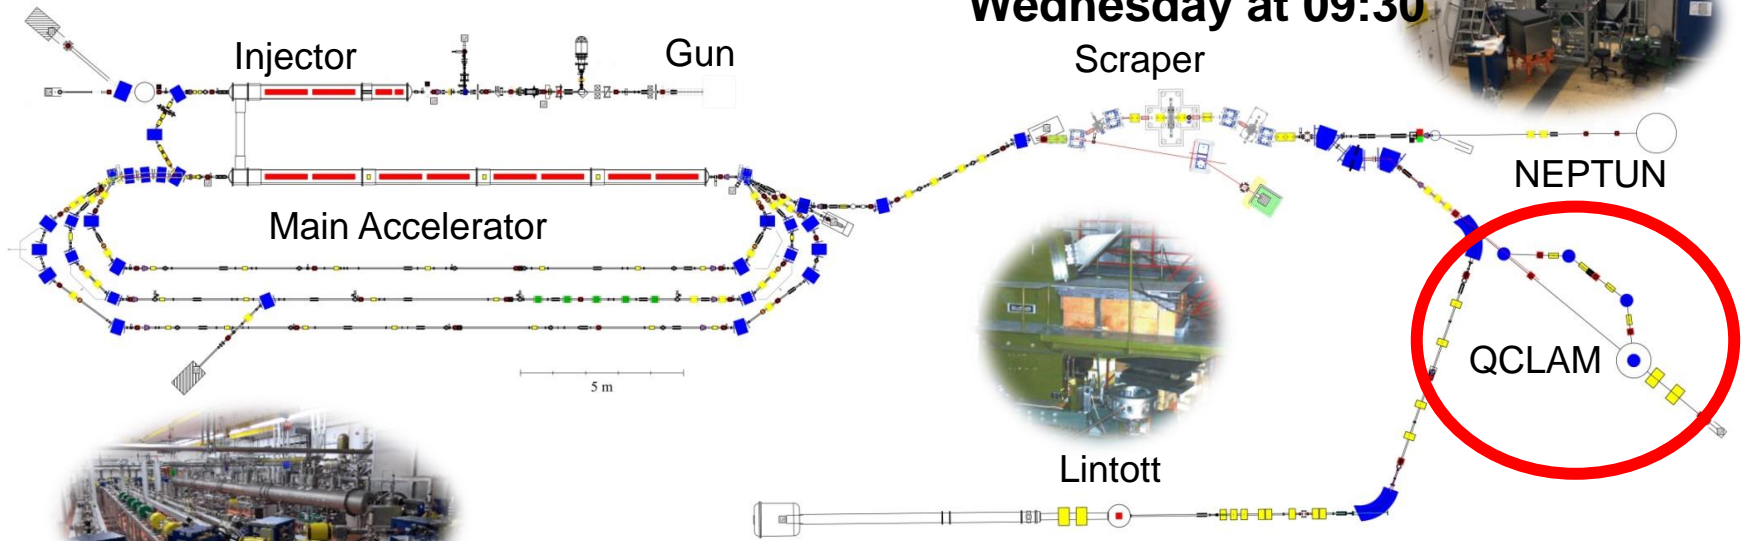 Wednesday at 09:30
Injector
Gun
Scraper
NEPTUN
Main Accelerator
5 m
QCLAM
Lintott